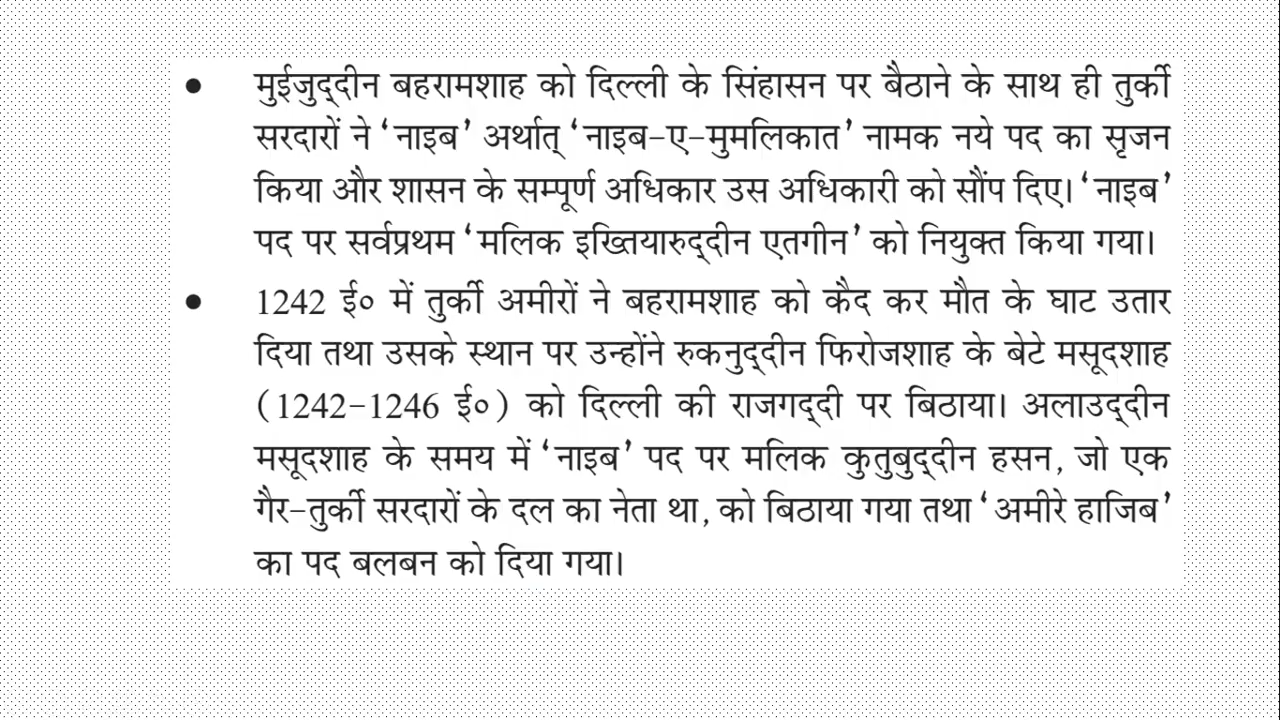 ● मुईजुद्‌दीन बहरामशाह को दिल्ली के सिंहासन पर बैठाने के साथ ही तुर्की
सरदारों ने ‘नाइब’ अर्थात् ‘नाइब-ए-मुमलिकात’ नामक नये पद का सृजन
किया और शासन के सम्पूर्ण अधिकार उस अधिकारी को सौंप दिए। ‘नाइब’
पद पर सर्वप्रथम ‘मलिक इख्तियारुद्‌दीन एतगीन’ को नियुक्त किया गया।
● 1242 ई० में तुर्की अमीरों ने बहरामशाह को कैद कर मौत के घाट उतार
दिया तथा उसके स्थान पर उन्होंने रुकनुद्‌दीन फिरोजशाह के बेटे मसूदशाह
(1242-1246 ई०) को दिल्ली की राजगद्‌दी पर बिठाया। अलाउद्‌दीन
मसूदशाह के समय में ‘नाइब’ पद पर मलिक कुतुबुद्‌दीन हसन, जो एक
गैर-तुर्की सरदारों के दल का नेता था, को बिठाया गया तथा ‘अमीरे हाजिब’
का पद बलबन को दिया गया।